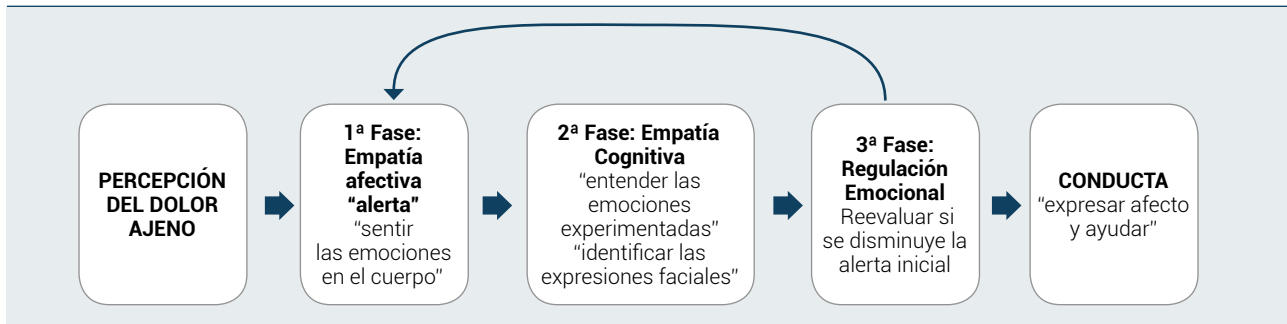 PERCEPCIÓN
DEL DOLOR
AJENO
1ª Fase:
Empatía
afectiva
“alerta”
“sentir
las emociones
en el cuerpo”
2ª Fase: Empatía
Cognitiva
“entender las
emociones
experimentadas”
“identificar las
expresiones faciales”
3ª Fase:
Regulación
Emocional
Reevaluar si
se disminuye la
alerta inicial
CONDUCTA
“expresar afecto
y ayudar”